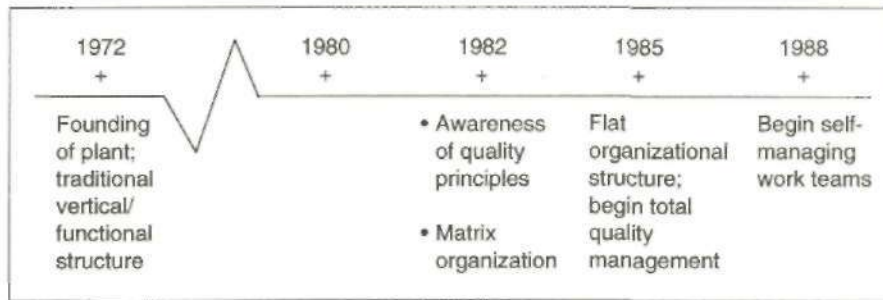 1972
1980
1982
1985
1988
+
+
+
+
+
Founding
of plant;
traditional
vertical/
functional
structure
• Awareness
of quality
principles
• Matrix
organization
Flat
organizational
structure;
begin total
quality
management
Begin self-
managing
work teams